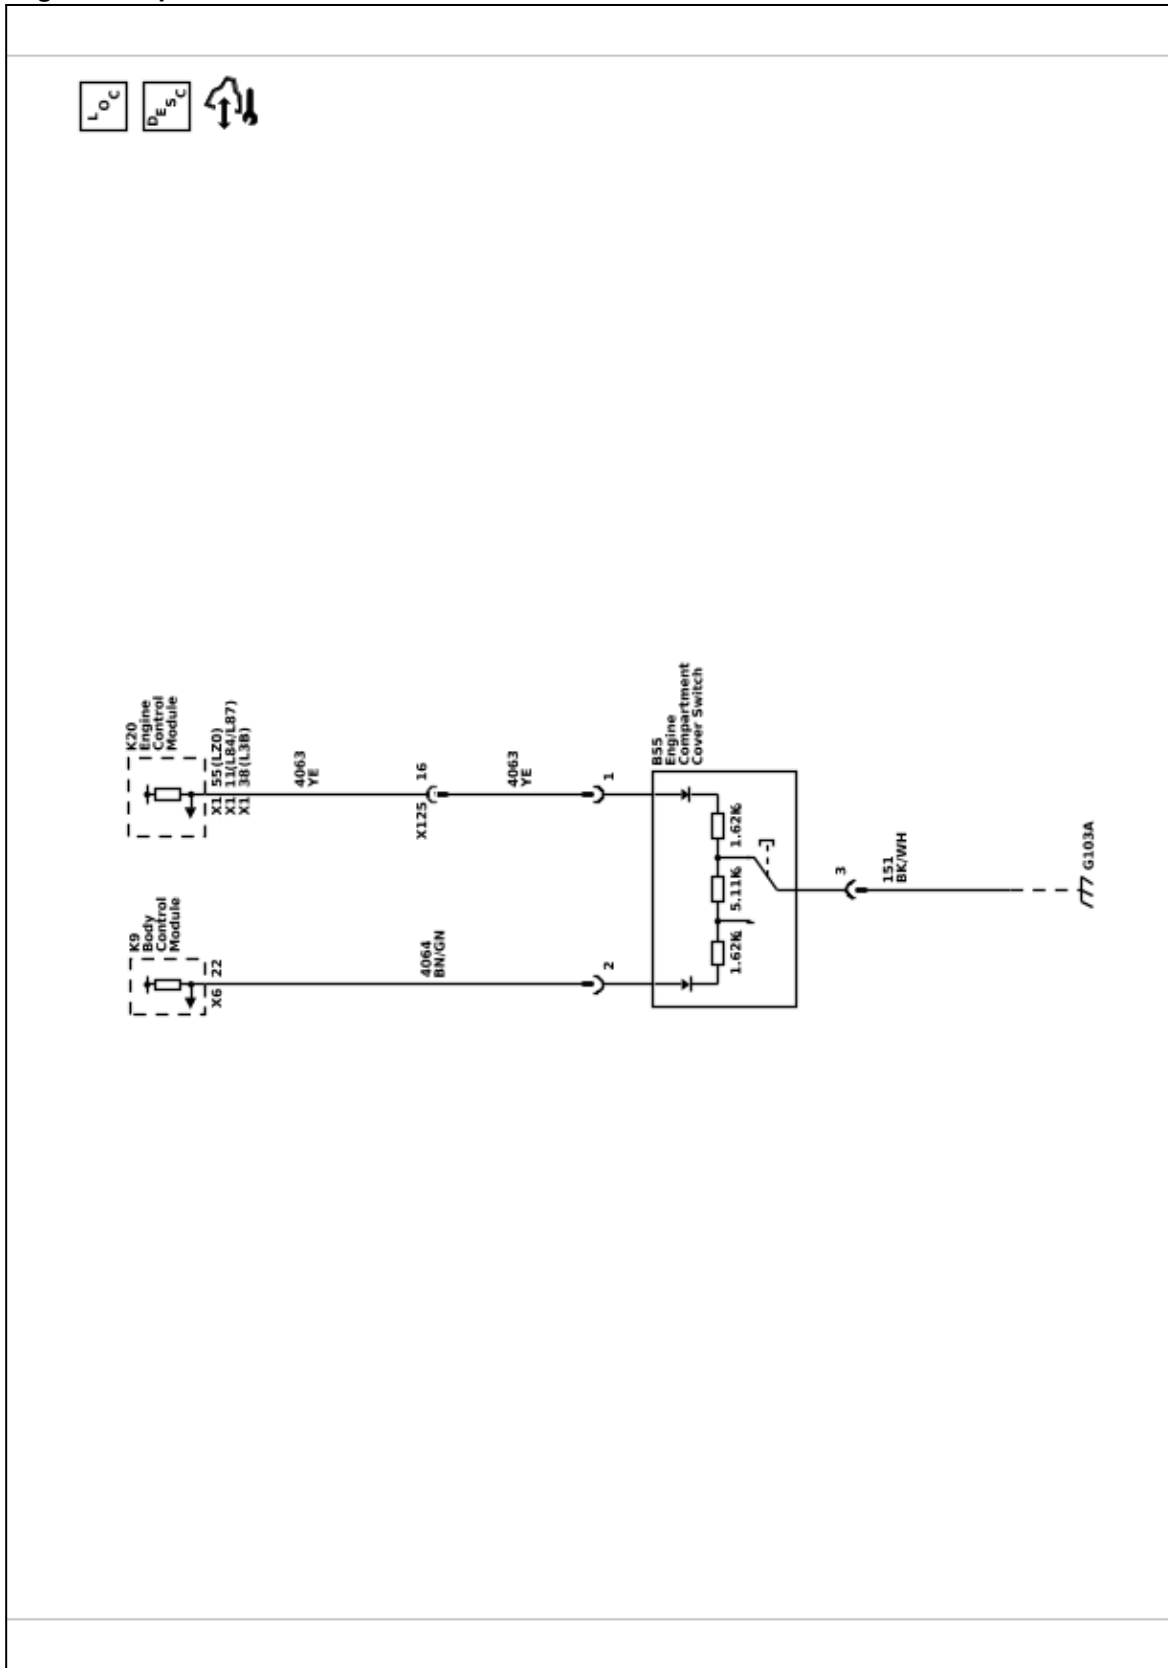 LOC
DESC
K20
Engine
Control
Module
X1 55(LZ0)
X1 11(L84/L87)
X1 38(L3B)
4063
YE
X125 16
4063
YE
1
B55
Engine
Compartment
Cover Switch
1.62K
5.11K
1.62K
3
151
BK/WH
G103A
K9
Body
Control
Module
X6 22
4064
BN/GN
2